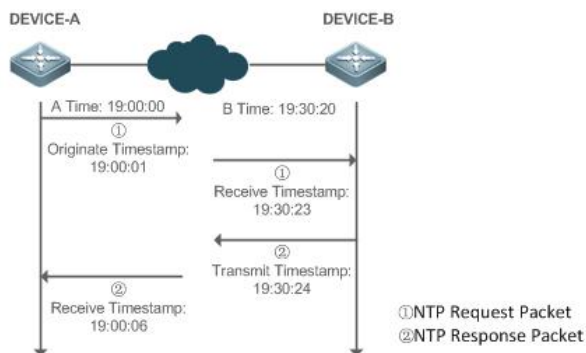 DEVICE-A
DEVICE-B
A Time: 19:00:00
B Time: 19:30:20
①
Originate Timestamp:
19:00:01
①
Receive Timestamp:
19:30:23
②
Transmit Timestamp:
19:30:24
②
Receive Timestamp:
19:00:06
①NTP Request Packet
②NTP Response Packet